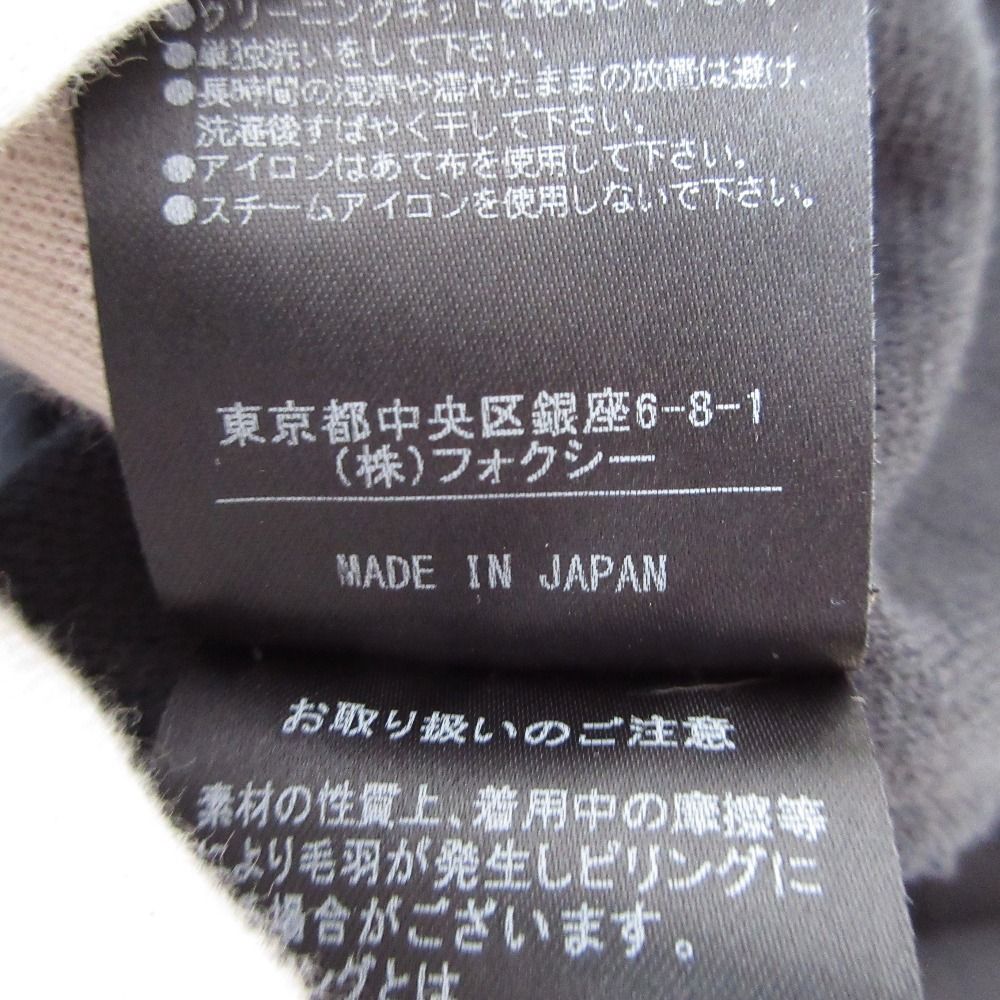 ●クリーニングネットを使用して下さい。
●単独洗いをして下さい。
●長時間の浸漬や濡れたままの放置は避け、
洗濯後すばやく干して下さい。
●アイロンはあて布を使用して下さい。
●スチームアイロンを使用しないで下さい。
東京都中央区銀座6-8-1
(株)フォクシー
MADE IN JAPAN
お取り扱いのご注意
素材の性質上、着用中の摩擦等
により毛羽が発生しピリングに
場合がございます。
ングとは